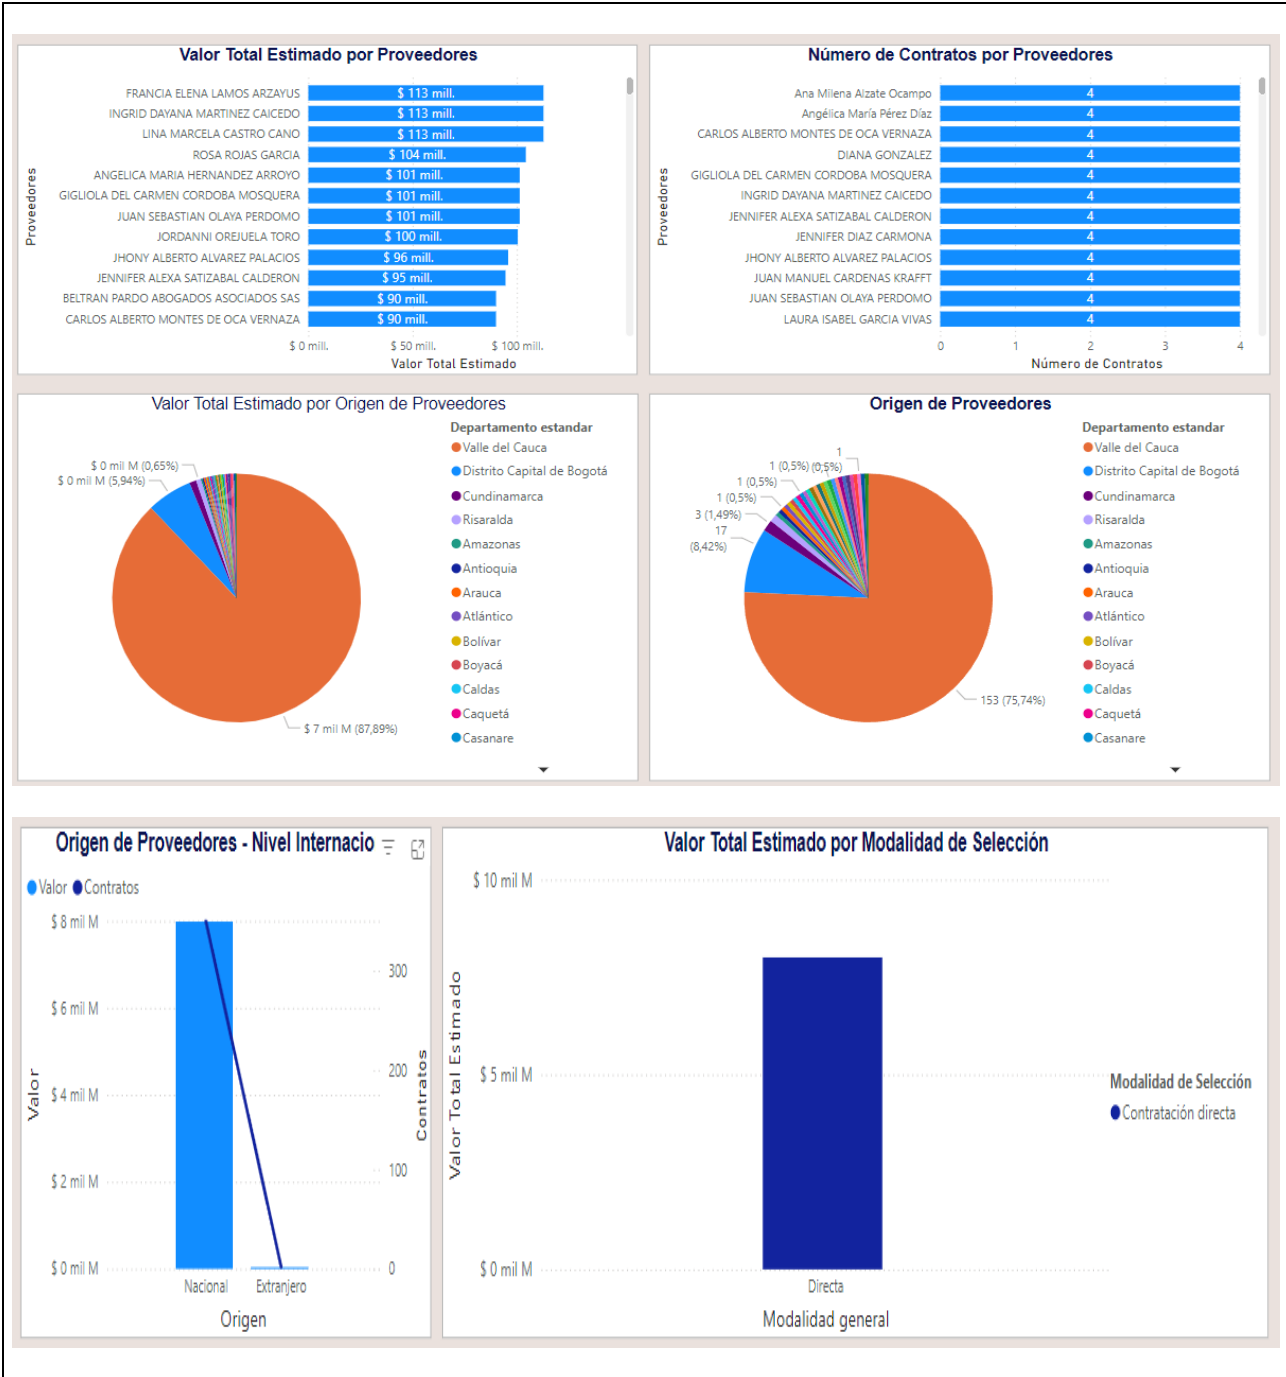 Valor Total Estimado por Proveedores
Proveedores
FRANCIA ELENA LAMOS ARZAYUS $ 113 mill.
INGRID DAYANA MARTINEZ CAICEDO $ 113 mill.
LINA MARCELA CASTRO CANO $ 113 mill.
ROSA ROJAS GARCIA $ 104 mill.
ANGELICA MARIA HERNANDEZ ARROYO $ 101 mill.
GIGLIOLA DEL CARMEN CORDOBA MOSQUERA $ 101 mill.
JUAN SEBASTIAN OLAYA PERDOMO $ 101 mill.
JORDANNI OREJUELA TORO $ 100 mill.
JHONY ALBERTO ALVAREZ PALACIOS $ 96 mill.
JENNIFER ALEXA SATIZABAL CALDERON $ 95 mill.
BELTRAN PARDO ABOGADOS ASOCIADOS SAS $ 90 mill.
CARLOS ALBERTO MONTES DE OCA VERNAZA $ 90 mill.
$ 0 mill. $ 50 mill. $ 100 mill.
Valor Total Estimado
Número de Contratos por Proveedores
Proveedores
Ana Milena Alzate Ocampo 4
Angélica María Pérez Díaz 4
CARLOS ALBERTO MONTES DE OCA VERNAZA 4
DIANA GONZALEZ 4
GIGLIOLA DEL CARMEN CORDOBA MOSQUERA 4
INGRID DAYANA MARTINEZ CAICEDO 4
JENNIFER ALEXA SATIZABAL CALDERON 4
JENNIFER DIAZ CARMONA 4
JHONY ALBERTO ALVAREZ PALACIOS 4
JUAN MANUEL CARDENAS KRAFFT 4
JUAN SEBASTIAN OLAYA PERDOMO 4
LAURA ISABEL GARCIA VIVAS 4
0 1 2 3 4
Número de Contratos
Valor Total Estimado por Origen de Proveedores
$ 0 mil M (0,65%)
$ 0 mil M (5,94%)
$ 7 mil M (87,89%)
Departamento estandar
Valle del Cauca
Distrito Capital de Bogotá
Cundinamarca
Risaralda
Amazonas
Antioquia
Arauca
Atlántico
Bolívar
Boyacá
Caldas
Caquetá
Casanare
Origen de Proveedores
1
1 (0,5%) (0,5%)
1 (0,5%)
1 (0,5%)
3 (1,49%)
17
(8,42%)
153 (75,74%)
Departamento estandar
Valle del Cauca
Distrito Capital de Bogotá
Cundinamarca
Risaralda
Amazonas
Antioquia
Arauca
Atlántico
Bolívar
Boyacá
Caldas
Caquetá
Casanare
Origen de Proveedores - Nivel Internacio
Valor Contratos
Valor
$ 8 mil M
$ 6 mil M
$ 4 mil M
$ 2 mil M
$ 0 mil M
300
200
100
0
Contratos
Nacional Extranjero
Origen
Valor Total Estimado por Modalidad de Selección
Valor Total Estimado
$ 10 mil M
$ 5 mil M
$ 0 mil M
Directa
Modalidad general
Modalidad de Selección
Contratación directa